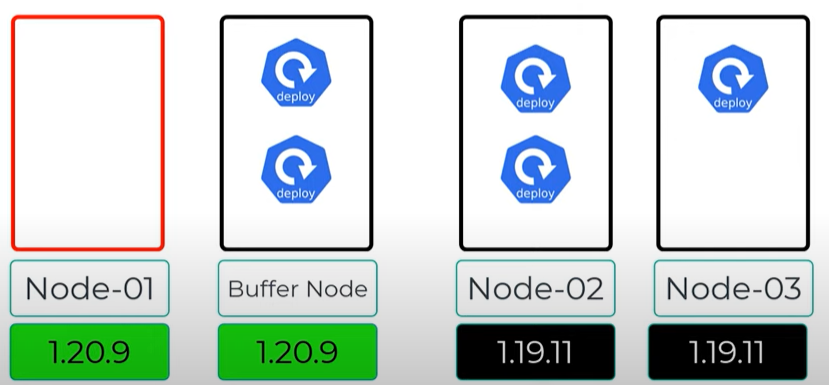 deploy
deploy
deploy
deploy
deploy
Node-01
Buffer Node
Node-02
Node-03
1.20.9
1.20.9
1.19.11
1.19.11